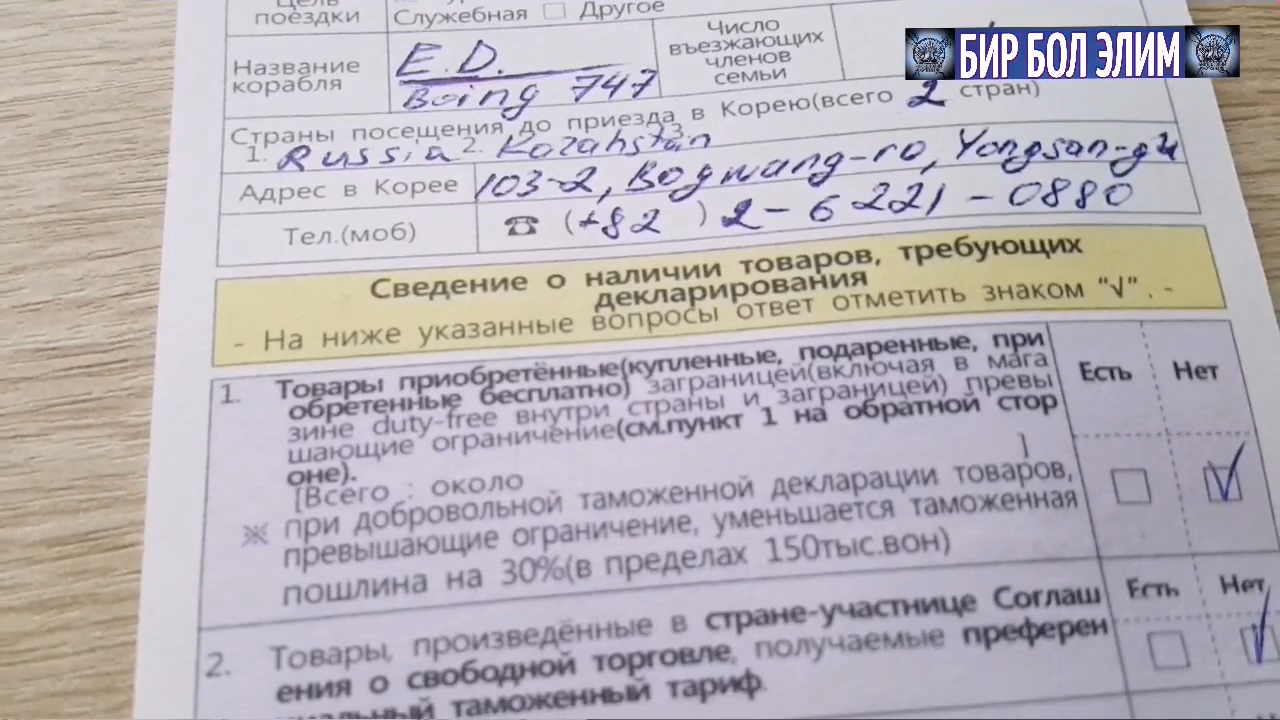 Цель
поездки
Служебная □ Другое
Название
корабля
E.D.
Boing 747
Число
въезжающих
членов
семьи
БИР БОЛ ЭЛИМ
Страны посещения до приезда в Корею(всего 2 стран)
1. Russia 2. Kazahstan 3.
Адрес в Корее 103-2, Bogwang-ro, Yongsan-gu
Тел.(моб) ☎ (+82 ) 2-6221-0880
Сведение о наличии товаров, требующих
декларирования
- На ниже указанные вопросы ответ отметить знаком "√". -
1. Товары приобретённые(купленные, подаренные, при
обретенные бесплатно) заграницей(включая в мага
зине duty-free внутри страны и заграницей) превы
шающие ограничение(см.пункт 1 на обратной стор
оне).
[Всего : около ]
※ при добровольной таможенной декларации товаров,
превышающие ограничение, уменьшается таможенная
пошлина на 30%(в пределах 150тыс.вон)
Есть Нет
2. Товары, произведённые в стране-участнице Соглаш
ения о свободной торговле, получаемые преферен
циальный таможенный тариф.
Есть Нет